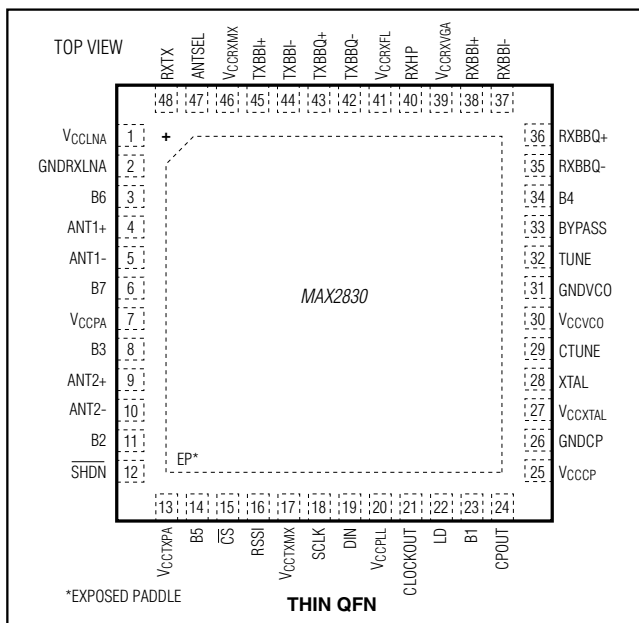 TOP VIEW
RXTX
ANTSEL
VCCRXMX
TXBBI+
TXBBI-
TXBBQ+
TXBBQ-
VCCRXFL
RXHP
VCCRXVGA
RXBBI+
RXBBI-
48 47 46 45 44 43 42 41 40 39 38 37
VCCLNA 1
GNDRXLNA 2
B6 3
ANT1+ 4
ANT1- 5
B7 6
VCCPA 7
B3 8
ANT2+ 9
ANT2- 10
B2 11
SHDN 12
+
MAX2830
EP*
36 RXBBQ+
35 RXBBQ-
34 B4
33 BYPASS
32 TUNE
31 GNDVCO
30 VCCVCO
29 CTUNE
28 XTAL
27 VCCXTAL
26 GNDCP
25 VCCCP
13 14 15 16 17 18 19 20 21 22 23 24
VCCTXPA
B5
CS
RSSI
VCCTXMX
SCLK
DIN
VCCPLL
CLOCKOUT
LD
B1
CPOUT
*EXPOSED PADDLE
THIN QFN